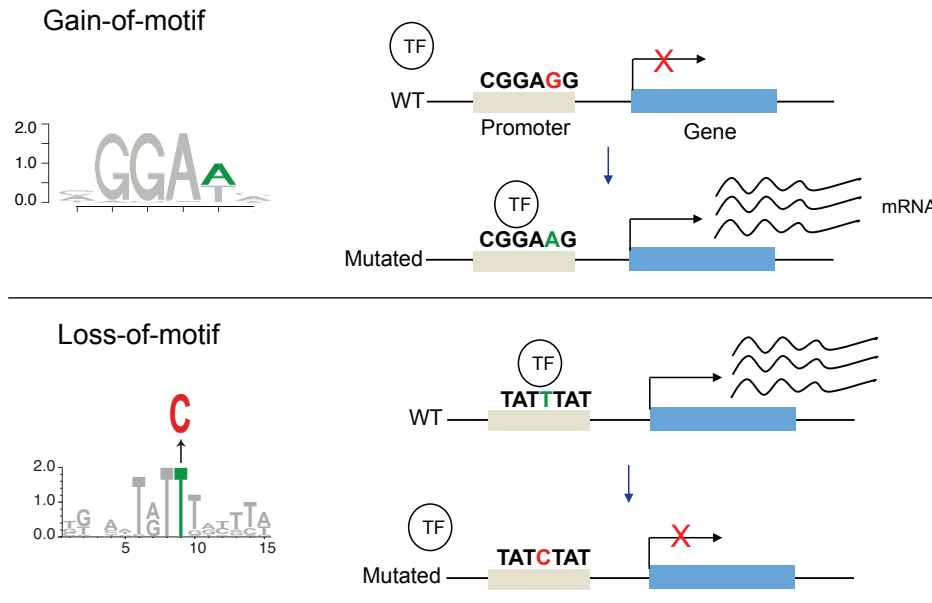 Gain-of-motif
TF
CGGAGG
WT
Promoter
Gene
2.0
1.0
0.0
GGAA
T
TF
CGGAAG
mRNA
Mutated
Loss-of-motif
TF
TATTTAT
WT
C
2.0
1.0
0.0
5
10
15
TF
TATCTAT
Mutated